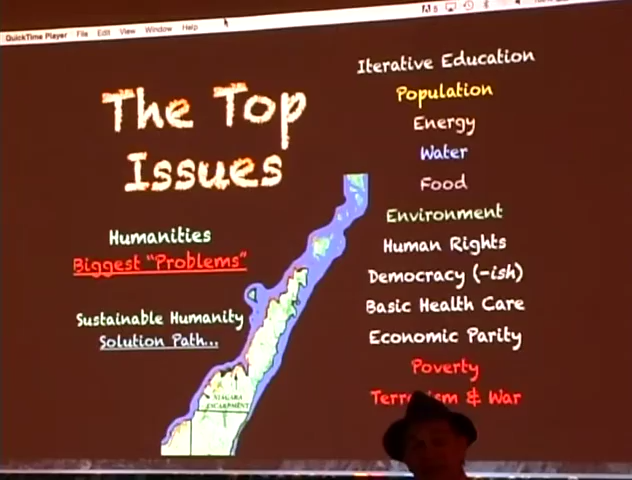 QuickTime Player File Edit View Window Help
The Top
Issues
Humanities
Biggest "Problems"
Sustainable Humanity
Solution Path...
NIAGARA
ESCARPMENT
Iterative Education
Population
Energy
Water
Food
Environment
Human Rights
Democracy (-ish)
Basic Health Care
Economic Parity
Poverty
Terrorism & War